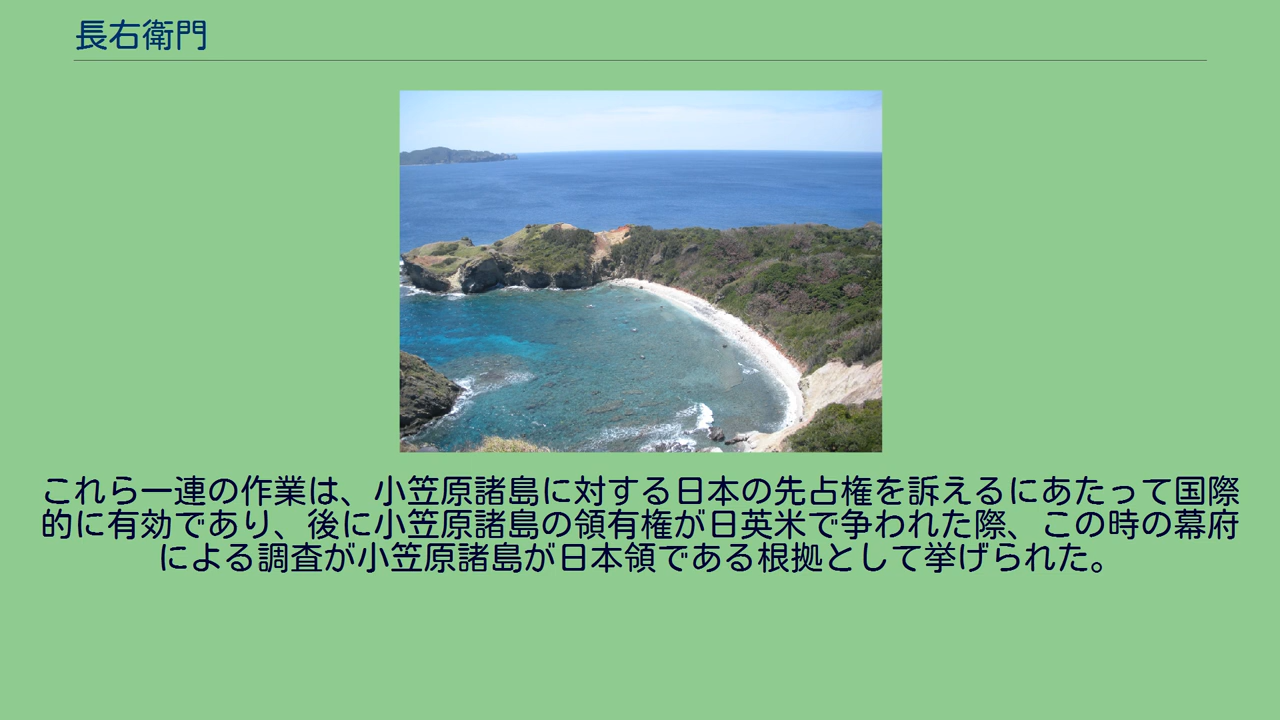 長右衛門
これら一連の作業は、小笠原諸島に対する日本の先占権を訴えるにあたって国際
的に有効であり、後に小笠原諸島の領有権が日英米で争われた際、この時の幕府
による調査が小笠原諸島が日本領である根拠として挙げられた。